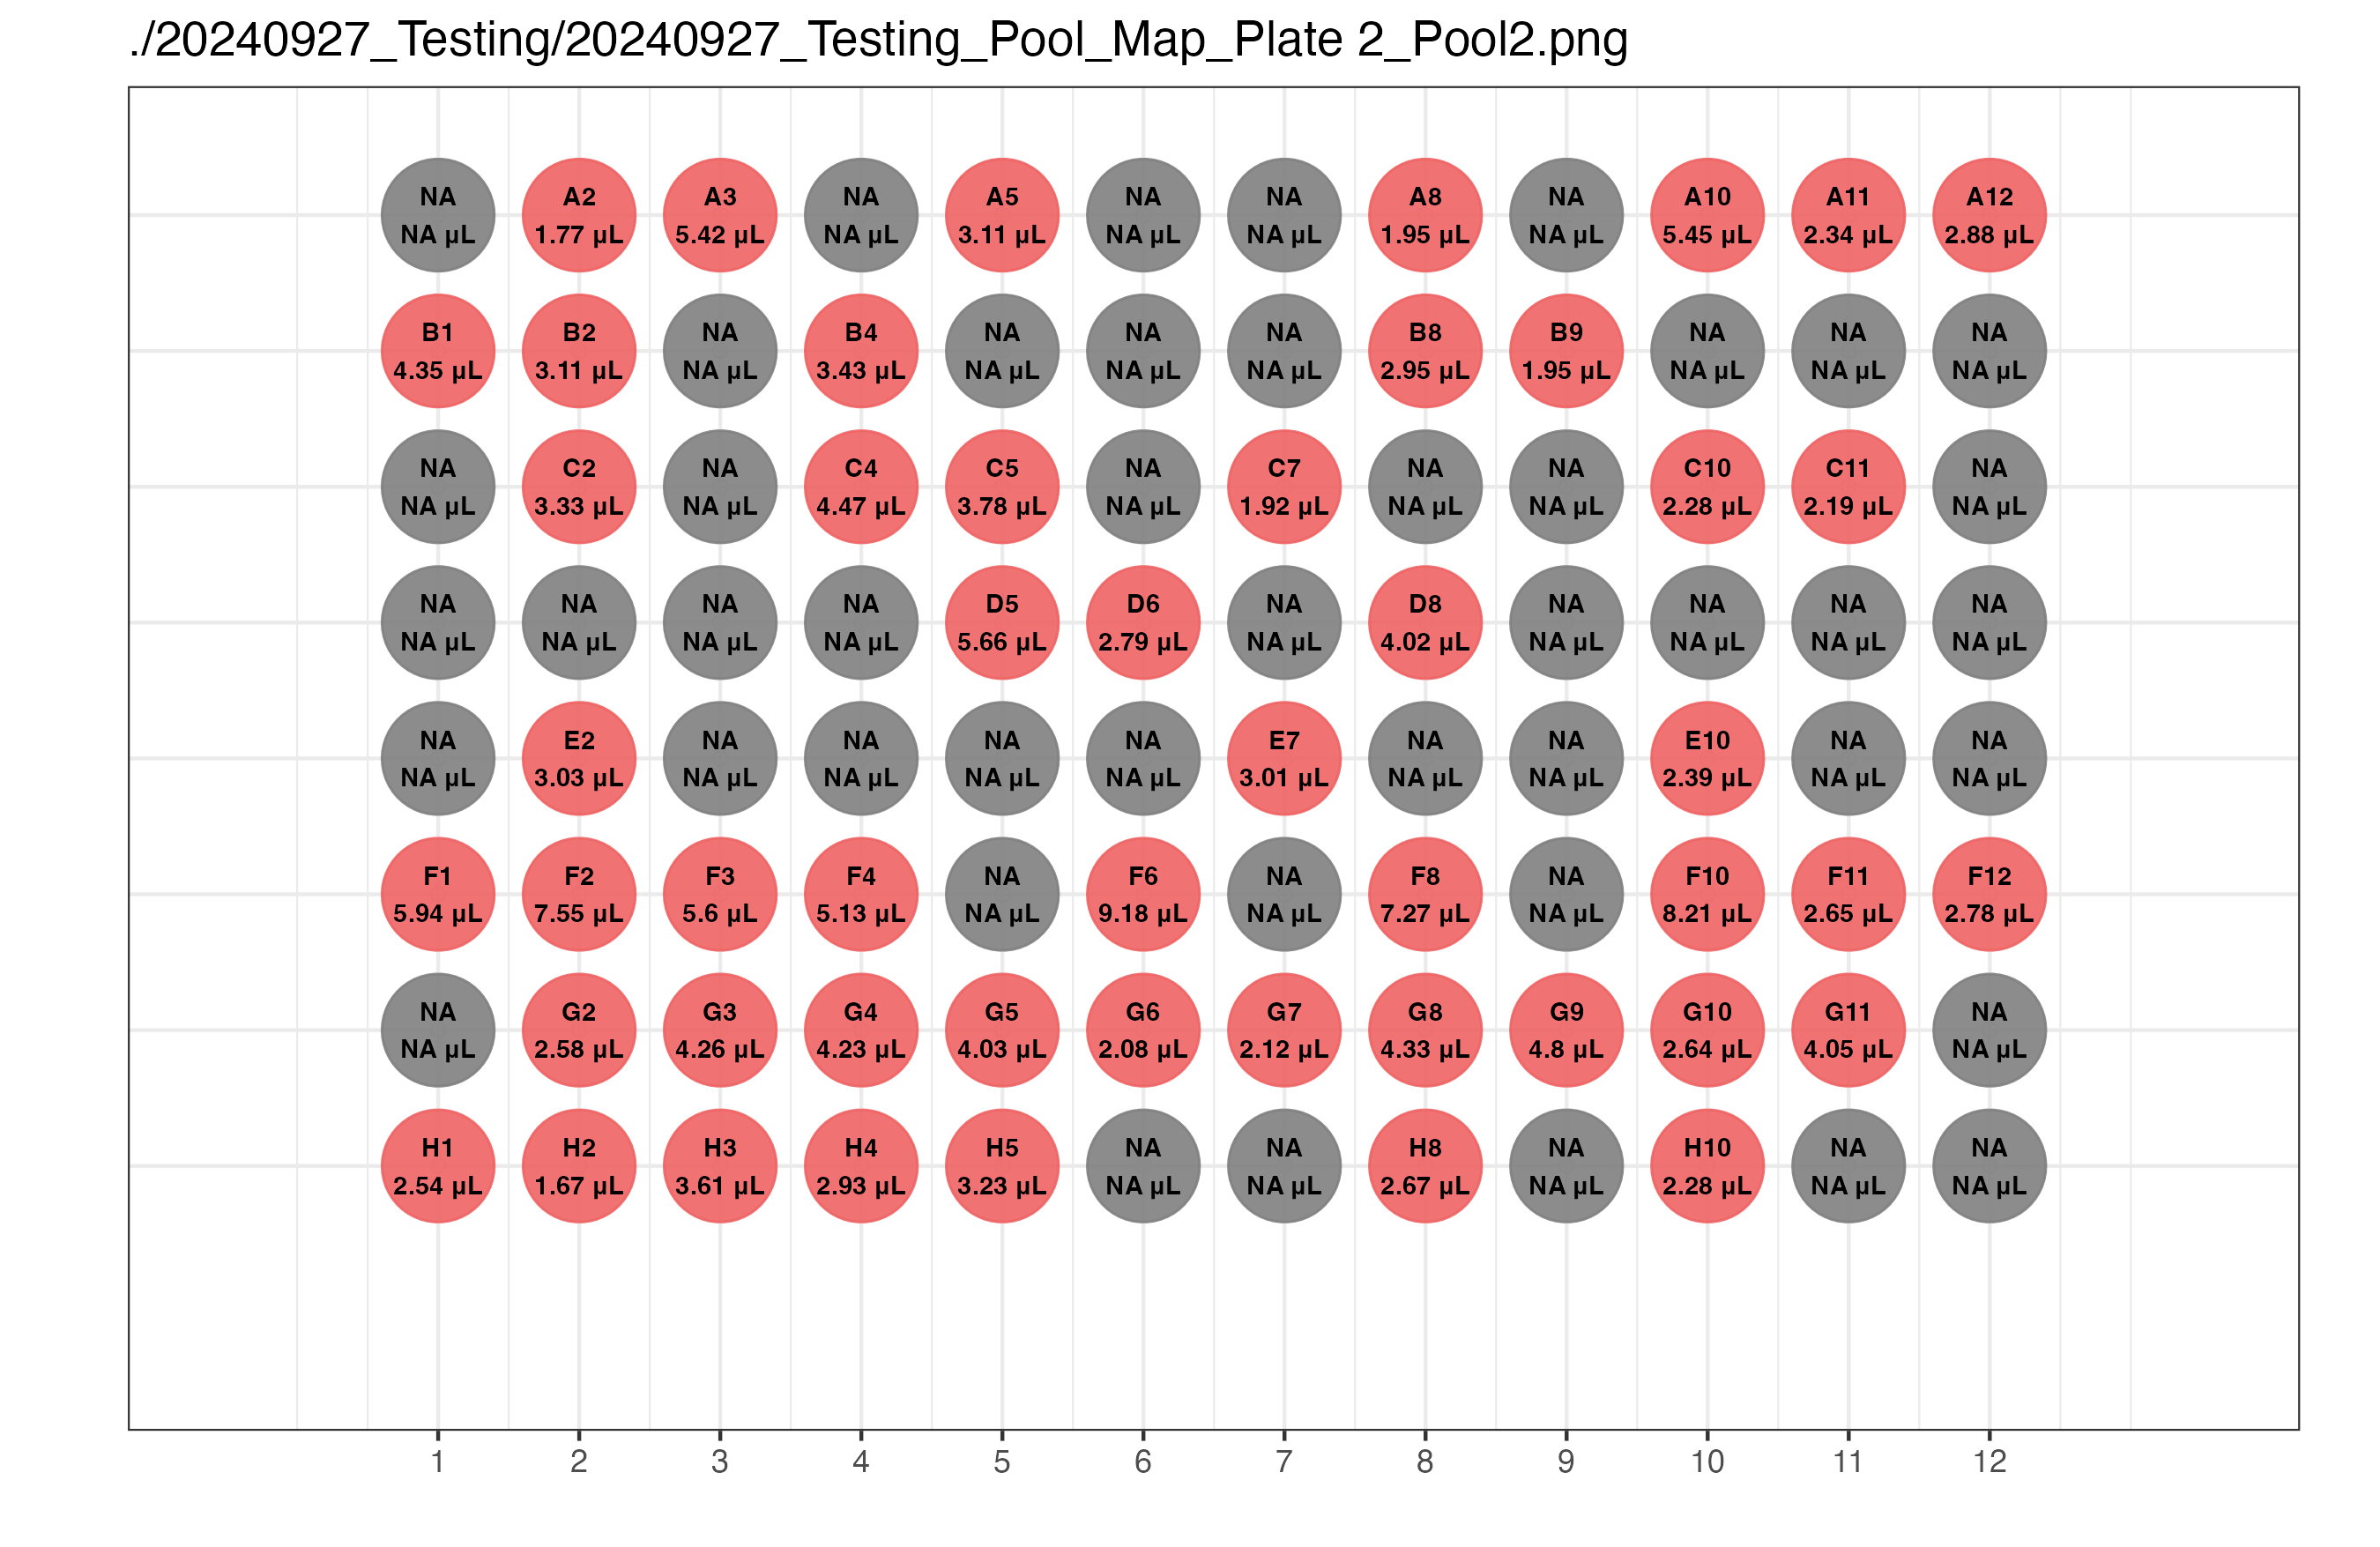 ./20240927_Testing/20240927_Testing_Pool_Map_Plate 2_Pool2.png
NA A2 A3 NA A5 NA NA A8 NA A10 A11 A12
NA µL 1.77 µL 5.42 µL NA µL 3.11 µL NA µL NA µL 1.95 µL NA µL 5.45 µL 2.34 µL 2.88 µL
B1 B2 NA B4 NA NA NA B8 B9 NA NA NA
4.35 µL 3.11 µL NA µL 3.43 µL NA µL NA µL NA µL 2.95 µL 1.95 µL NA µL NA µL NA µL
NA C2 NA C4 C5 NA C7 NA NA C10 C11 NA
NA µL 3.33 µL NA µL 4.47 µL 3.78 µL NA µL 1.92 µL NA µL NA µL 2.28 µL 2.19 µL NA µL
NA NA NA NA D5 D6 NA D8 NA NA NA NA
NA µL NA µL NA µL NA µL 5.66 µL 2.79 µL NA µL 4.02 µL NA µL NA µL NA µL NA µL
NA E2 NA NA NA NA E7 NA NA E10 NA NA
NA µL 3.03 µL NA µL NA µL NA µL NA µL 3.01 µL NA µL NA µL 2.39 µL NA µL NA µL
F1 F2 F3 F4 NA F6 NA F8 NA F10 F11 F12
5.94 µL 7.55 µL 5.6 µL 5.13 µL NA µL 9.18 µL NA µL 7.27 µL NA µL 8.21 µL 2.65 µL 2.78 µL
NA G2 G3 G4 G5 G6 G7 G8 G9 G10 G11 NA
NA µL 2.58 µL 4.26 µL 4.23 µL 4.03 µL 2.08 µL 2.12 µL 4.33 µL 4.8 µL 2.64 µL 4.05 µL NA µL
H1 H2 H3 H4 H5 NA NA H8 NA H10 NA NA
2.54 µL 1.67 µL 3.61 µL 2.93 µL 3.23 µL NA µL NA µL 2.67 µL NA µL 2.28 µL NA µL NA µL
1 2 3 4 5 6 7 8 9 10 11 12